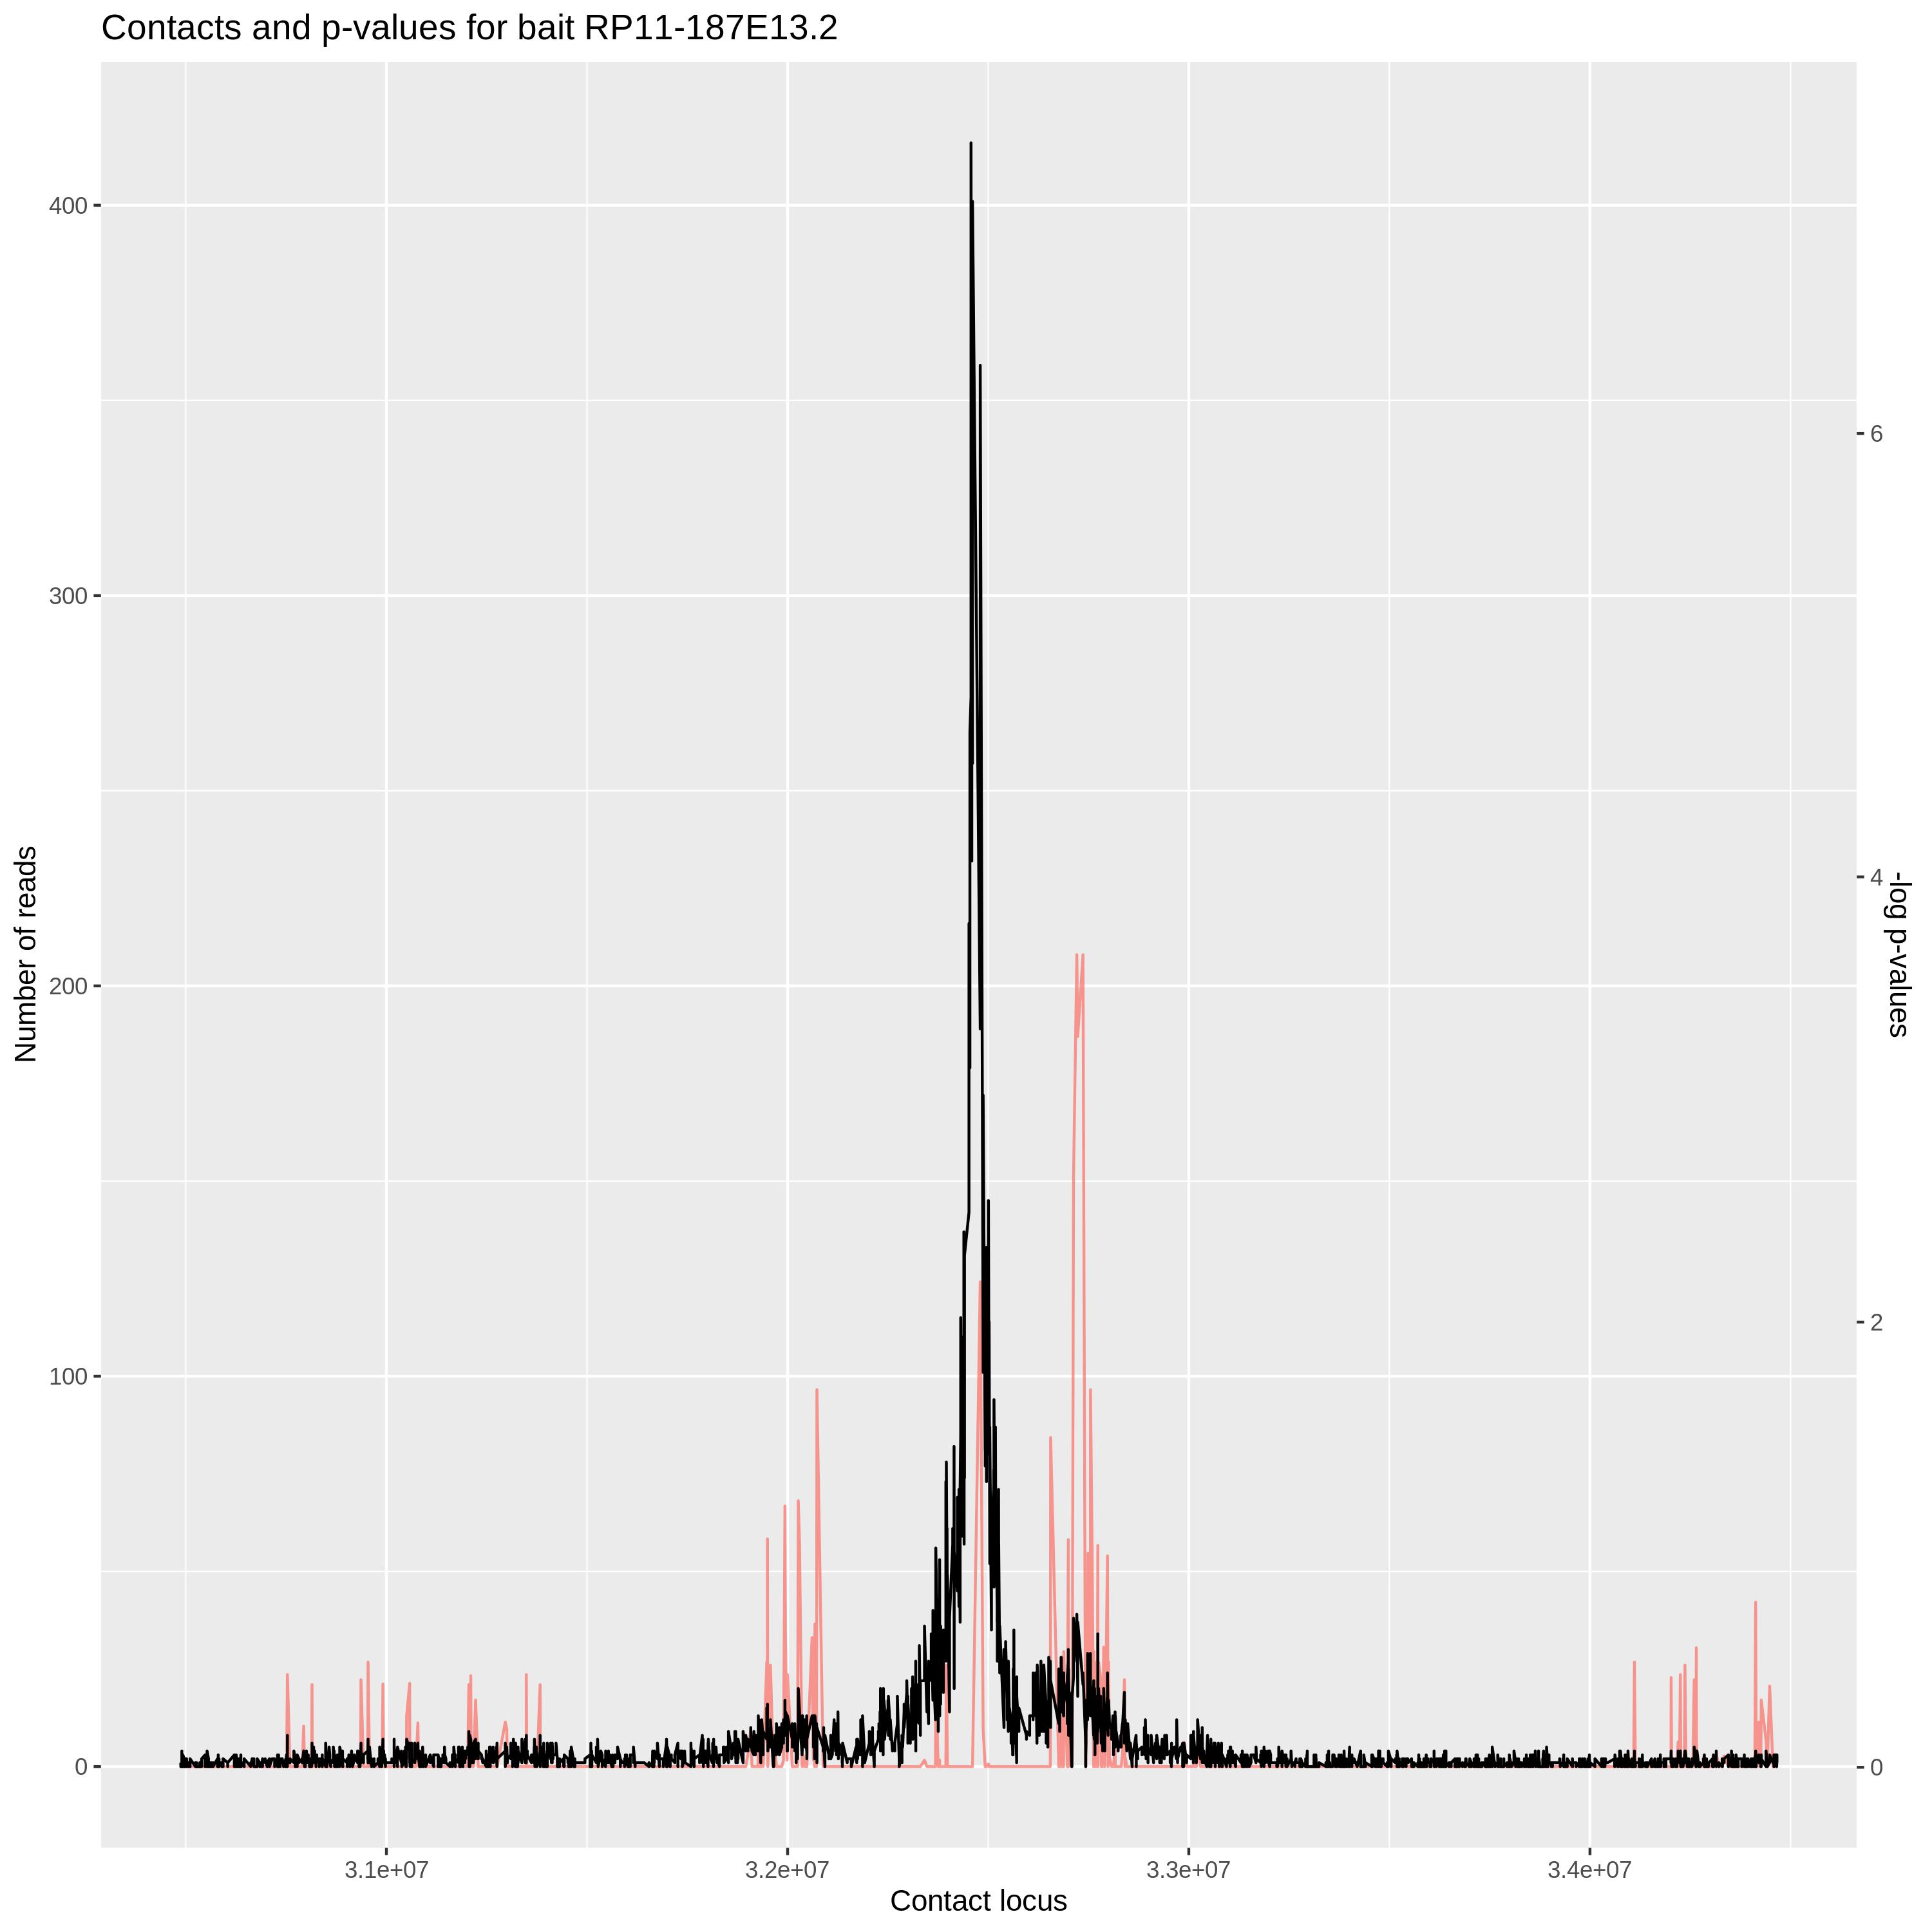 Contacts and p-values for bait RP11-187E13.2
400
300
200
100
0
Number of reads
6
4
2
0
-log p-values
3.1e+07
3.2e+07
3.3e+07
3.4e+07
Contact locus